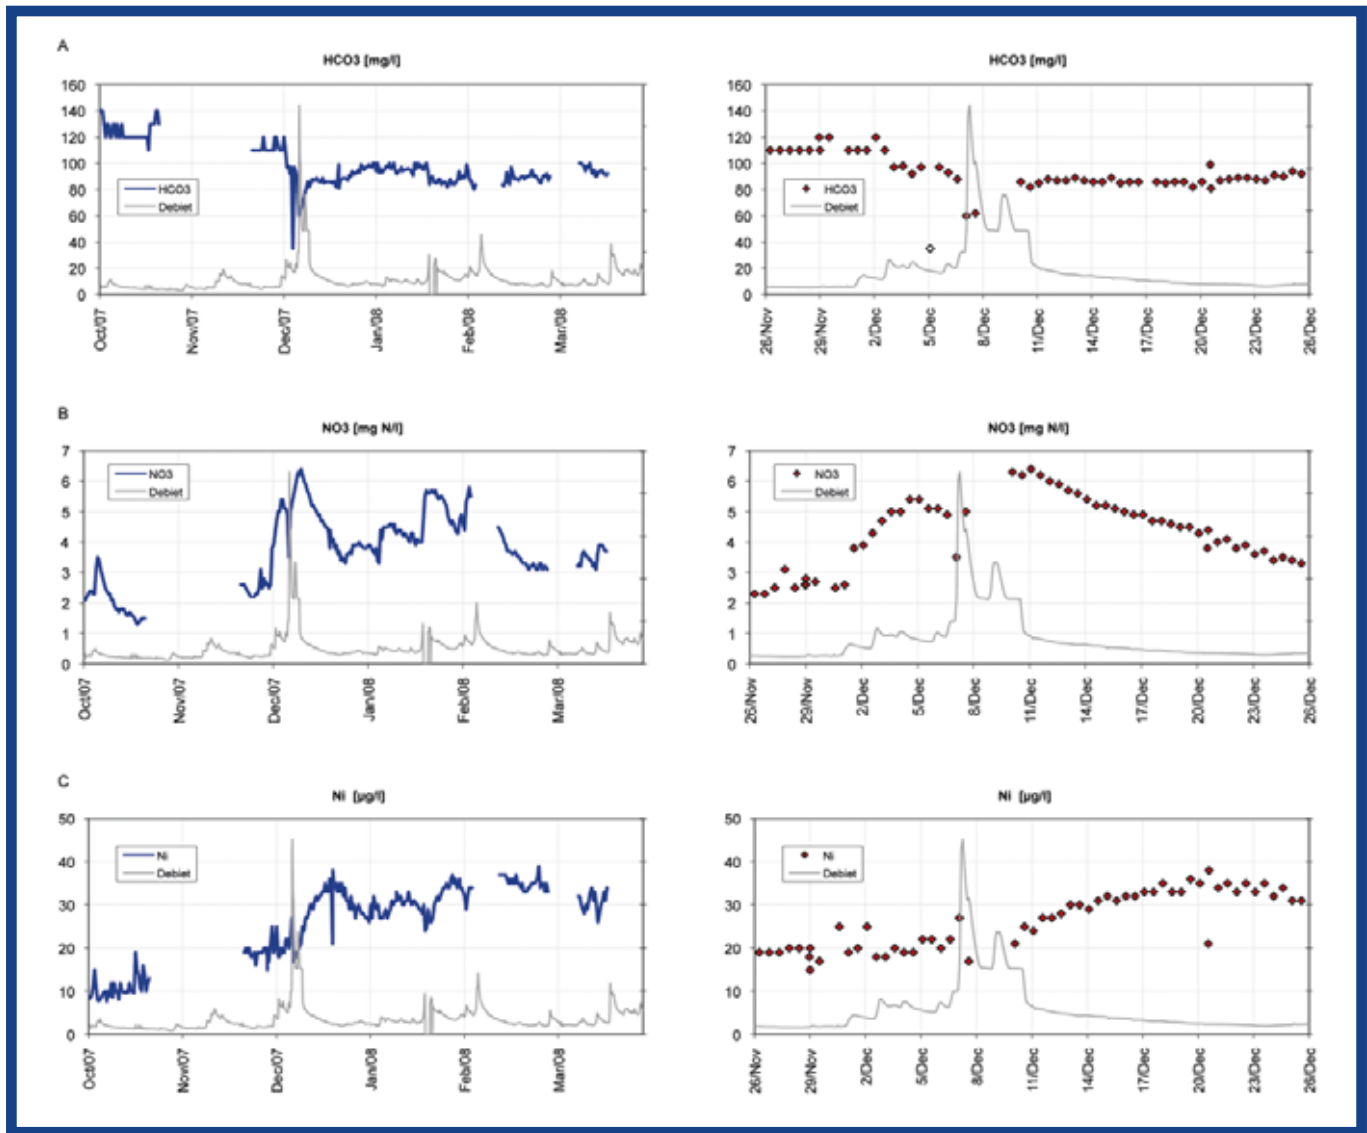 A
HCO3 [mg/l]
160
140
120
100
80
60
40
20
0
HCO3
Debiet
Oct/07
Nov/07
Dec/07
Jan/08
Feb/08
Mar/08
HCO3 [mg/l]
160
140
120
100
80
60
40
20
0
HCO3
Debiet
26/Nov
29/Nov
2/Dec
5/Dec
8/Dec
11/Dec
14/Dec
17/Dec
20/Dec
23/Dec
26/Dec
B
NO3 [mg N/l]
7
6
5
4
3
2
1
0
NO3
Debiet
Oct/07
Nov/07
Dec/07
Jan/08
Feb/08
Mar/08
NO3 [mg N/l]
7
6
5
4
3
2
1
0
NO3
Debiet
26/Nov
29/Nov
2/Dec
5/Dec
8/Dec
11/Dec
14/Dec
17/Dec
20/Dec
23/Dec
26/Dec
C
Ni [µg/l]
50
40
30
20
10
0
Ni
Debiet
Oct/07
Nov/07
Dec/07
Jan/08
Feb/08
Mar/08
Ni [µg/l]
50
40
30
20
10
0
Ni
Debiet
26/Nov
29/Nov
2/Dec
5/Dec
8/Dec
11/Dec
14/Dec
17/Dec
20/Dec
23/Dec
26/Dec